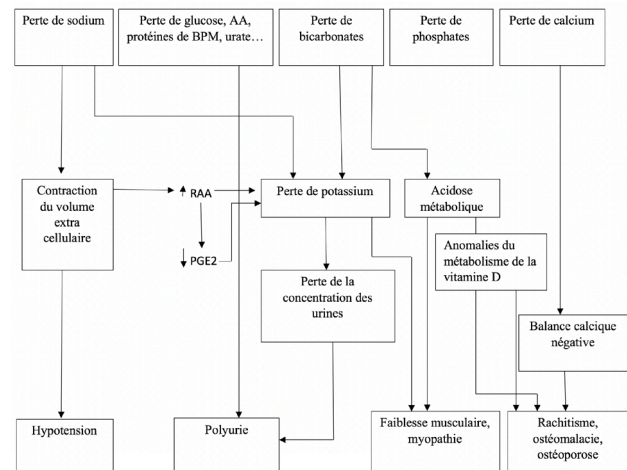 Perte de sodium
Perte de glucose, AA,
protéines de BPM, urate…
Perte de
bicarbonates
Perte de
phosphates
Perte de calcium
Contraction
du volume
extra
cellulaire
RAA
PGE2
Perte de potassium
Acidose
métabolique
Anomalies du
métabolisme de la
vitamine D
Perte de la
concentration des
urines
Balance calcique
négative
Hypotension
Polyurie
Faiblesse musculaire,
myopathie
Rachitisme,
ostéomalacie,
ostéoporose